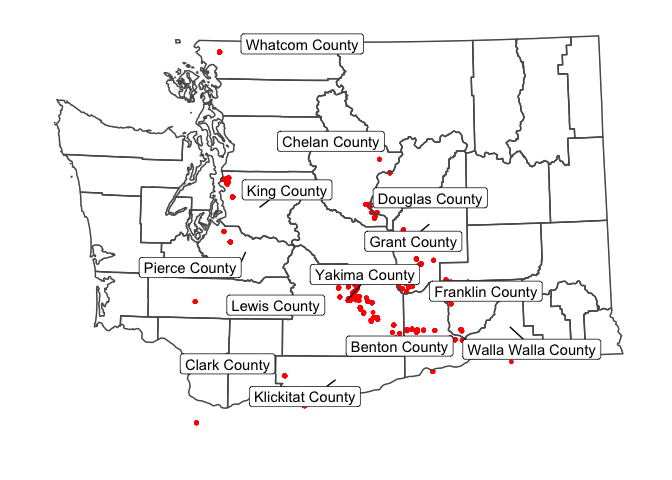 Whatcom County
Chelan County
King County
Douglas County
Grant County
Pierce County
Yakima County
Franklin County
Lewis County
Benton County
Walla Walla County
Clark County
Klickitat County